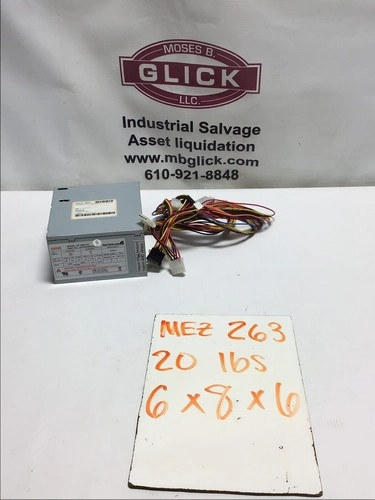 MOSES B.
GLICK
LLC.
Industrial Salvage
Asset liquidation
www.mbglick.com
610-921-8848
MEZ 263
20 lbs
6 x 8 x 6